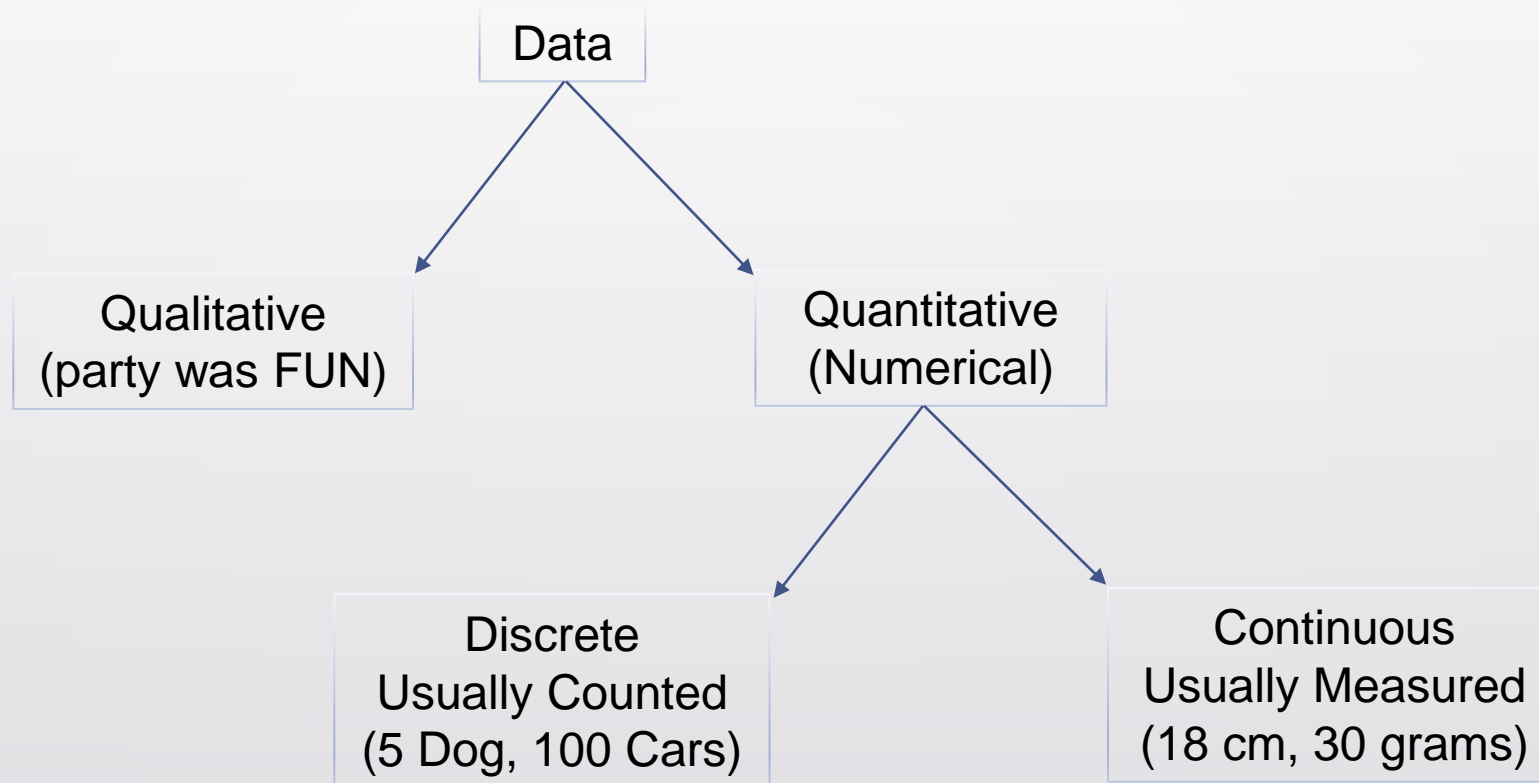 Data
Qualitative
(party was FUN)
Quantitative
(Numerical)
Discrete
Usually Counted
(5 Dog, 100 Cars)
Continuous
Usually Measured
(18 cm, 30 grams)